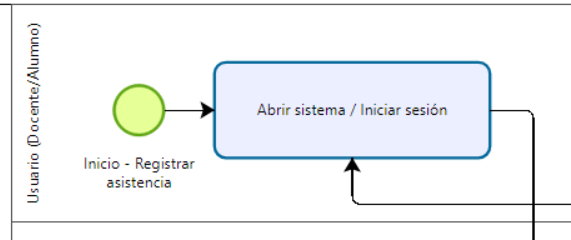 Usuario (Docente/Alumno)
Abrir sistema / Iniciar sesión
Inicio - Registrar
asistencia